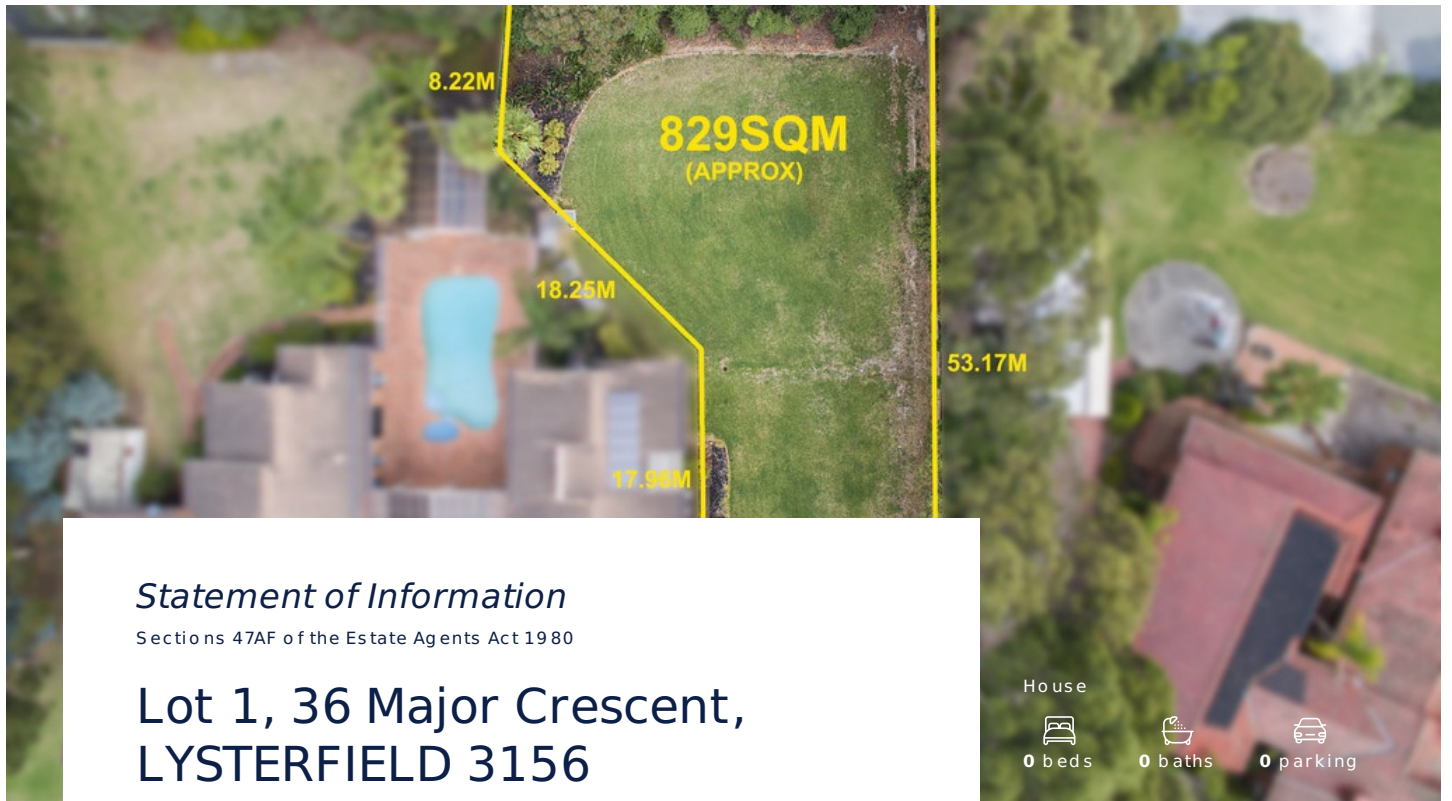 8.22M
829SQM
(APPROX)
18.25M
53.17M
17.96M
Statement of Information
Sections 47AF of the Estate Agents Act 1980
Lot 1, 36 Major Crescent,
LYSTERFIELD 3156
House
0 beds 0 baths 0 parking